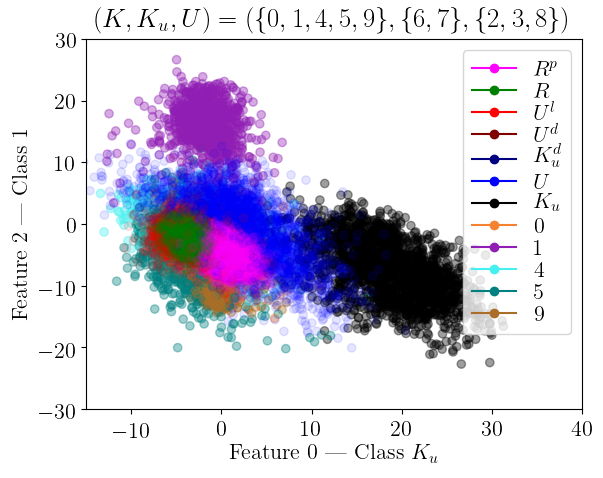 (K, K_u, U) = ({0, 1, 4, 5, 9}, {6, 7}, {2, 3, 8})
30
20
10
0
−10
−20
−30
Feature 2 — Class 1
R^p
R
U^l
U^d
K_u^d
U
K_u
0
1
4
5
9
−10
0
10
20
30
40
Feature 0 — Class K_u